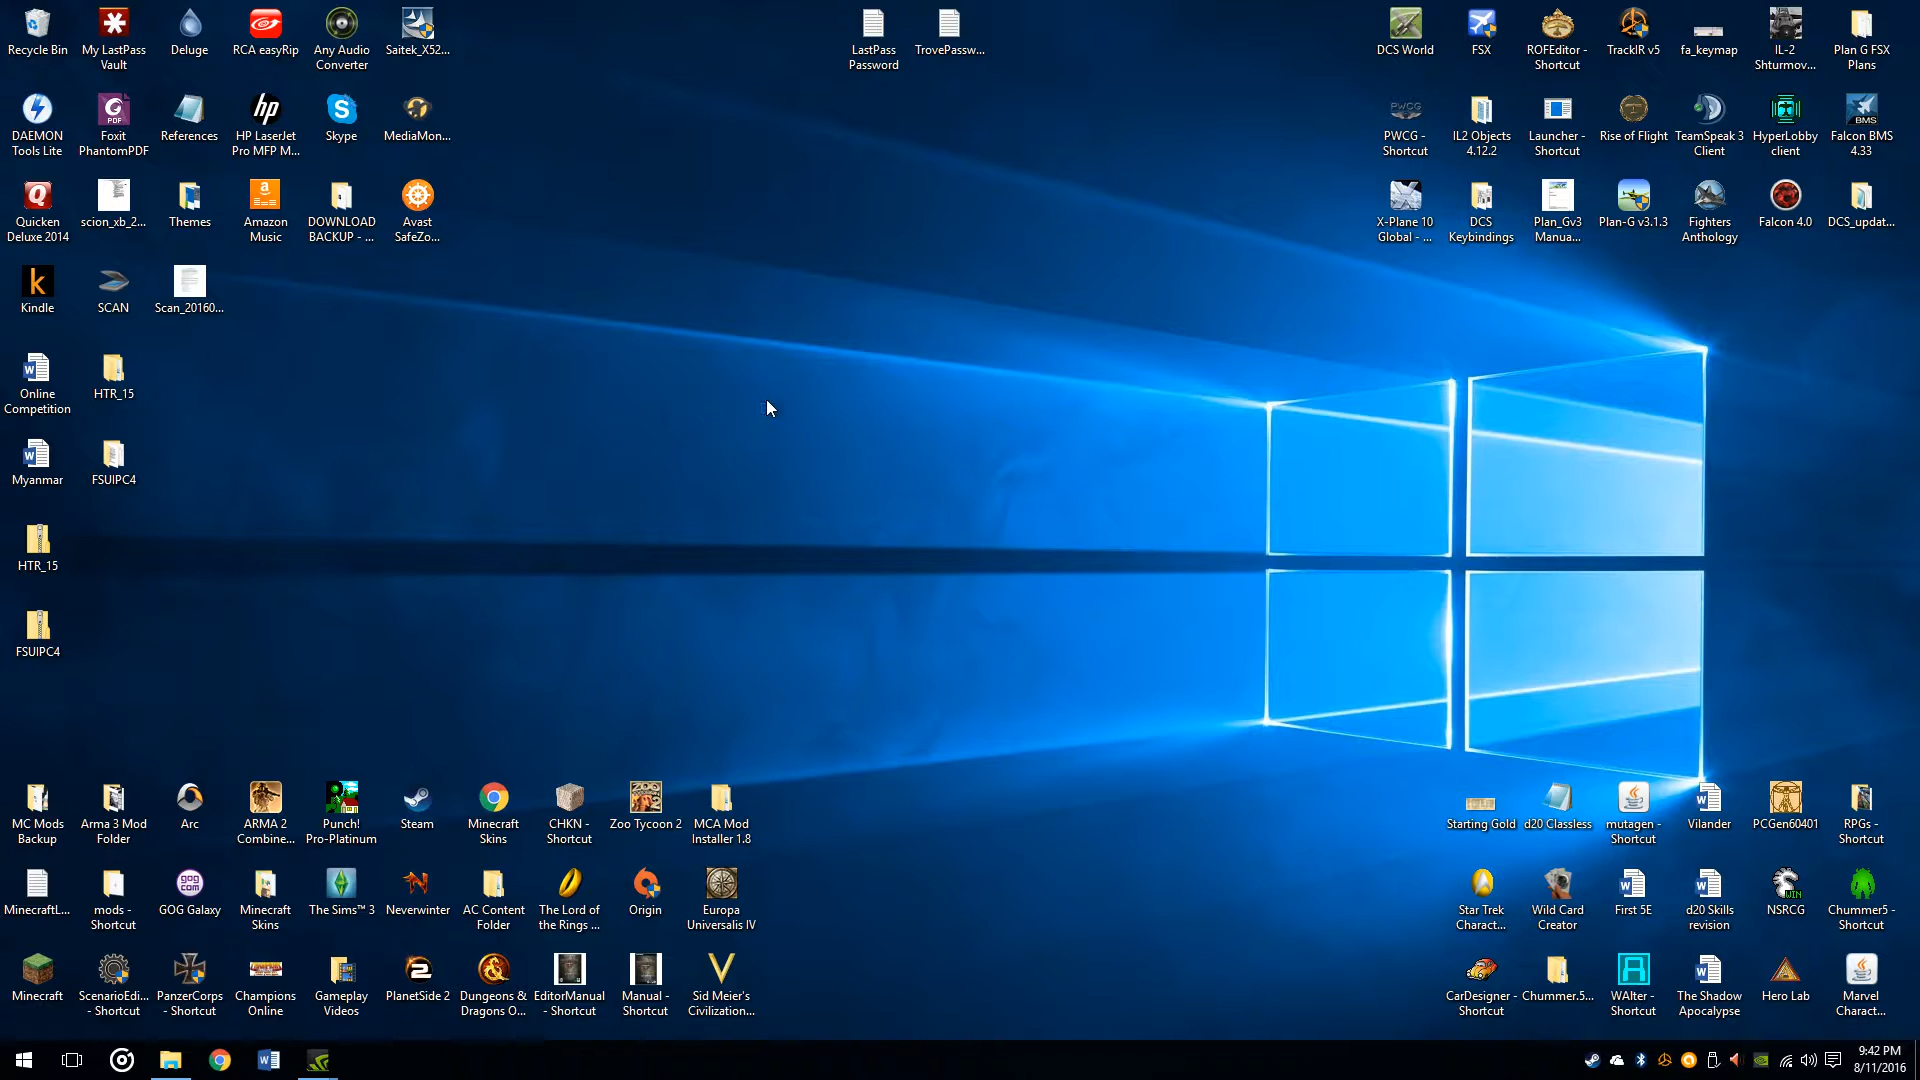 Recycle Bin
My LastPass
Vault
Deluge
RCA easyRip
Any Audio
Converter
Saitek_X52...
LastPass
Password
TrovePassw...
DCS World
FSX
ROFEditor -
Shortcut
TrackIR v5
fa_keymap
IL-2
Shturmov...
Plan G FSX
Plans
DAEMON
Tools Lite
PDF
Foxit
PhantomPDF
References
hp
HP LaserJet
Pro MFP M...
Skype
MediaMon...
PWCG
PWCG -
Shortcut
IL2 Objects
4.12.2
Launcher -
Shortcut
Rise of Flight
TeamSpeak 3
Client
HyperLobby
client
BMS
Falcon BMS
4.33
Quicken
Deluxe 2014
scion_xb_2...
Themes
Amazon
Music
DOWNLOAD
BACKUP - ...
Avast
SafeZo...
X-Plane 10
Global - ...
DCS
Keybindings
Plan_Gv3
Manua...
Plan-G v3.1.3
Fighters
Anthology
Falcon 4.0
DCS_updat...
Kindle
SCAN
Scan_20160...
Online
Competition
HTR_15
Myanmar
FSUIPC4
HTR_15
FSUIPC4
MC Mods
Backup
Arma 3 Mod
Folder
Arc
ARMA 2
Combine...
Punch!
Pro-Platinum
Steam
Minecraft
Skins
CHKN -
Shortcut
ZOO
Zoo Tycoon 2
MCA Mod
Installer 1.8
Starting Gold
d20 Classless
mutagen -
Shortcut
Vilander
PCGen60401
RPGs -
Shortcut
MinecraftL...
mods -
Shortcut
gog
com
GOG Galaxy
Minecraft
Skins
The Sims™ 3
Neverwinter
AC Content
Folder
The Lord of
the Rings ...
Origin
Europa
Universalis IV
Star Trek
Charact...
Wild Card
Creator
First 5E
d20 Skills
revision
WIN
NSRCG
Chummer5 -
Shortcut
Minecraft
ScenarioEdi...
- Shortcut
PanzerCorps
- Shortcut
Champions
Online
Gameplay
Videos
PlanetSide 2
Dungeons &
Dragons O...
EditorManual
- Shortcut
Manual -
Shortcut
Sid Meier's
Civilization...
CarDesigner -
Shortcut
Chummer.5...
WAlter -
Shortcut
The Shadow
Apocalypse
Hero Lab
Marvel
Charact...
9:42 PM
8/11/2016